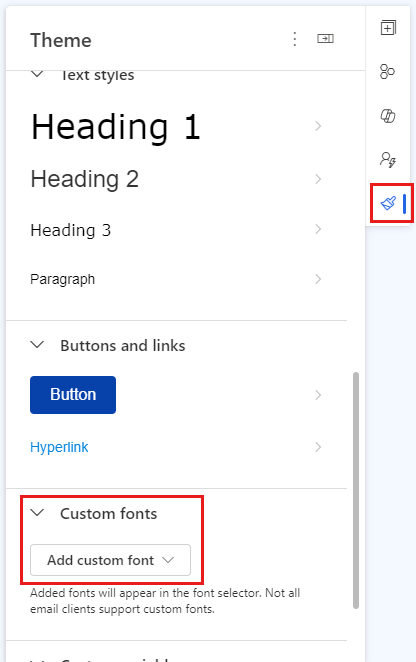 Theme
Text styles
Heading 1
Heading 2
Heading 3
Paragraph
Buttons and links
Button
Hyperlink
Custom fonts
Add custom font
Added fonts will appear in the font selector. Not all
email clients support custom fonts.